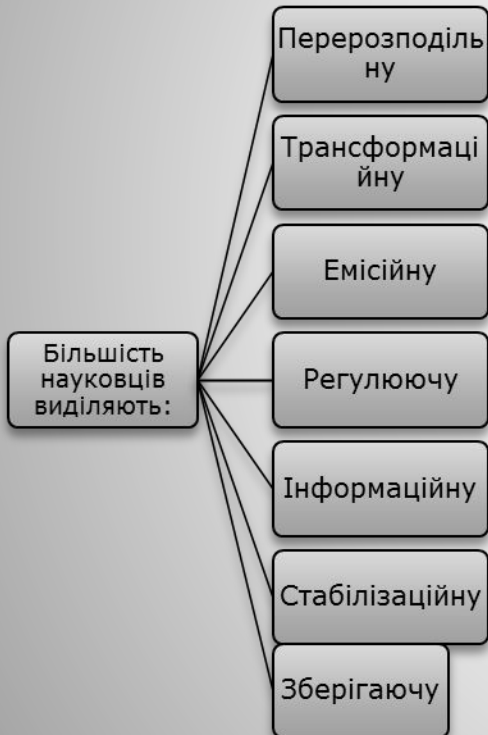 Перерозподіль
ну
Трансформаці
йну
Емісійну
Більшість
науковців
виділяють:
Регулюючу
Інформаційну
Стабілізаційну
Зберігаючу